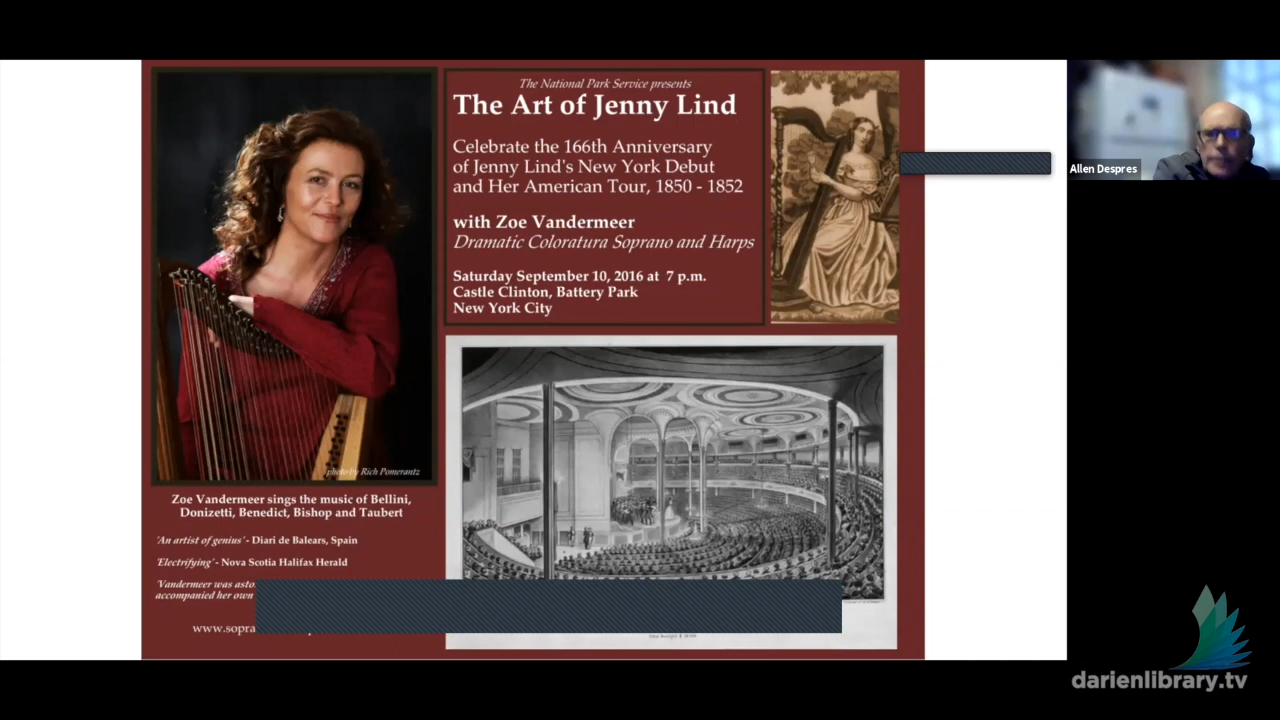 The National Park Service presents
The Art of Jenny Lind
Celebrate the 166th Anniversary
of Jenny Lind's New York Debut
and Her American Tour, 1850 - 1852
with Zoe Vandermeer
Dramatic Coloratura Soprano and Harps
Saturday September 10, 2016 at 7 p.m.
Castle Clinton, Battery Park
New York City
photo by Rich Pomerantz
Zoe Vandermeer sings the music of Bellini,
Donizetti, Benedict, Bishop and Taubert
'An artist of genius' - Diari de Balears, Spain
'Electrifying' - Nova Scotia Halifax Herald
'Vandermeer was
accompanied her own
Allen Despres
darienlibrary.tv